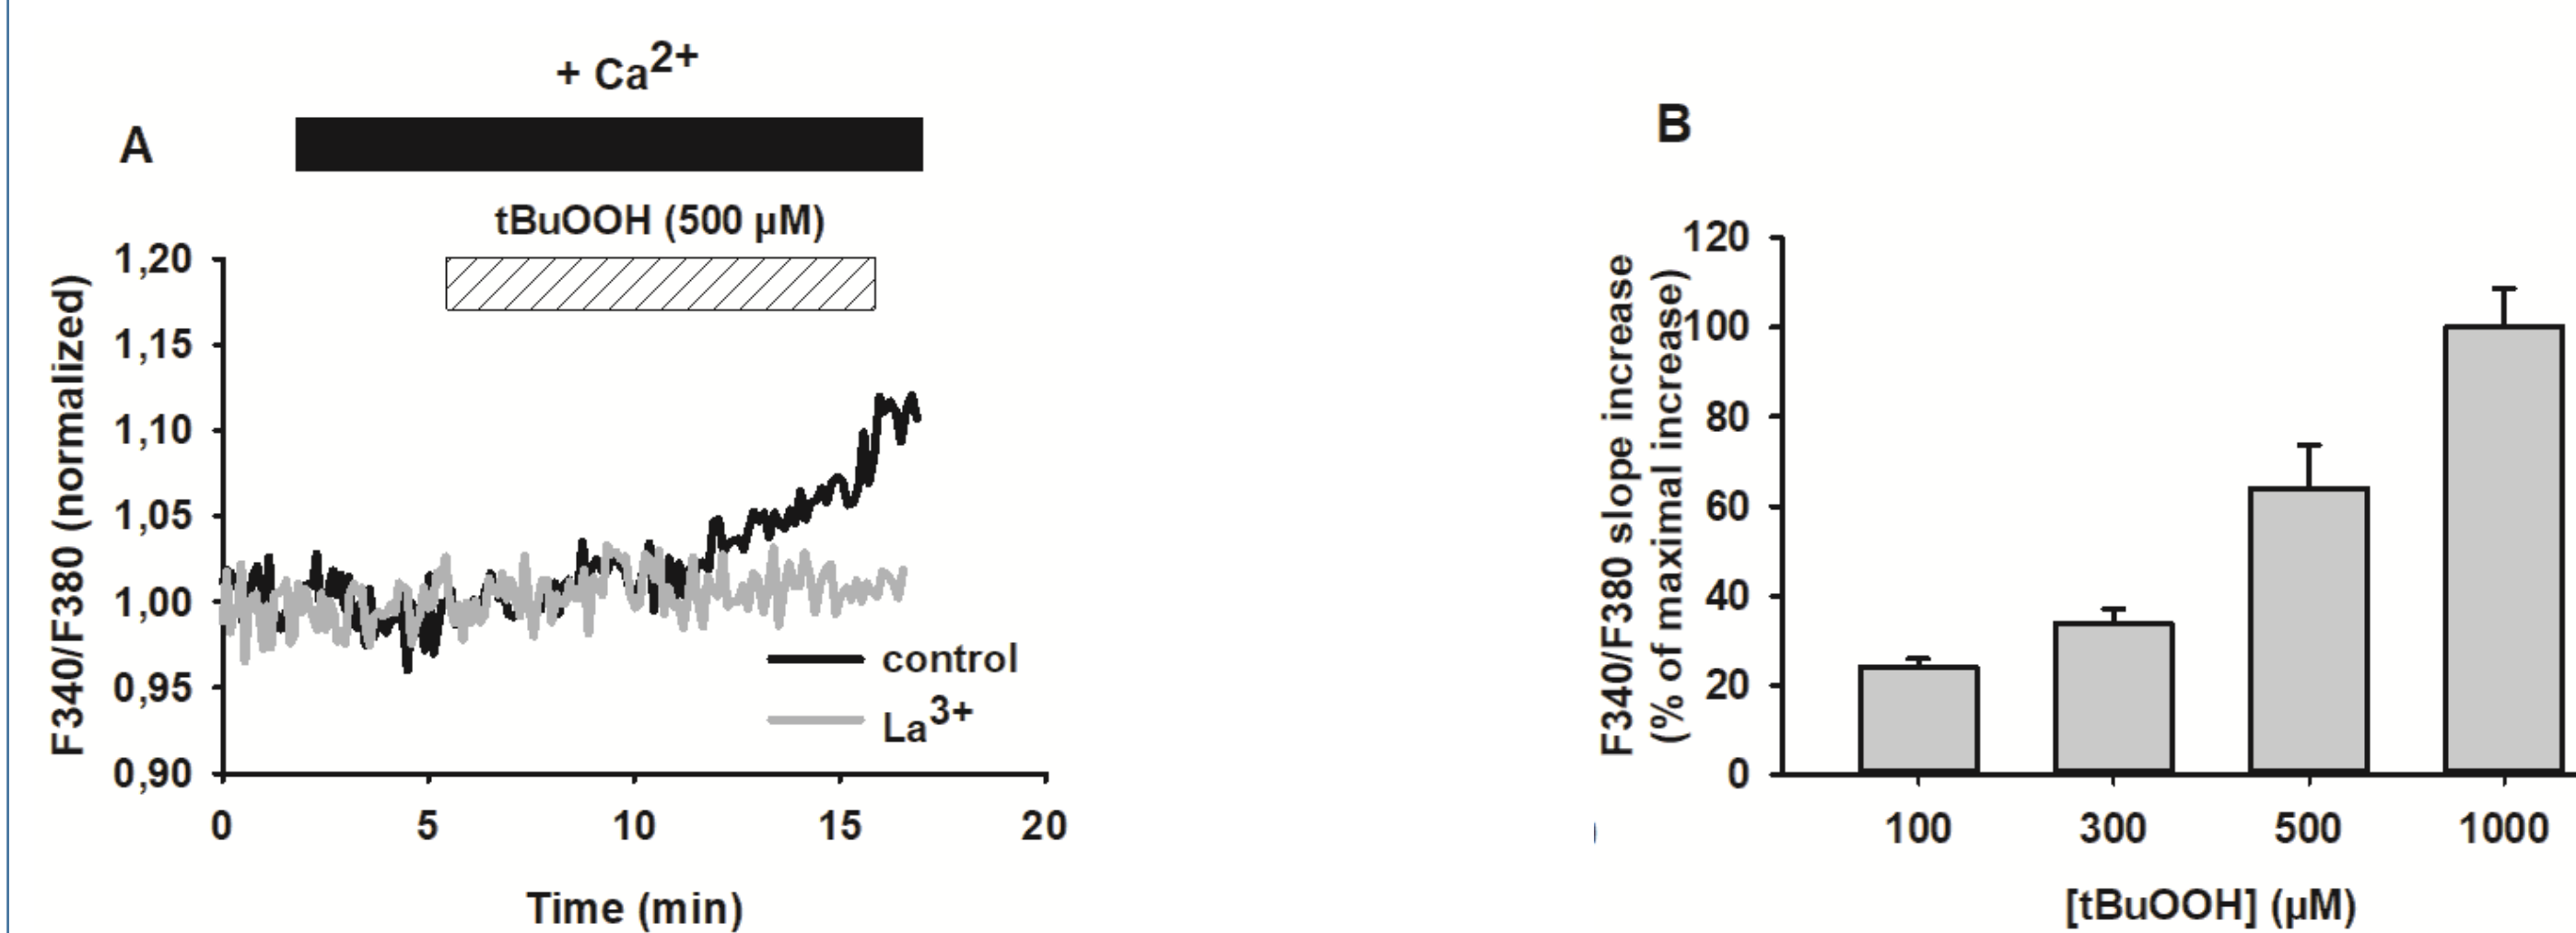 + Ca2+
A
tBuOOH (500 µM)
1,20
1,15
1,10
1,05
1,00
0,95
0,90
F340/F380 (normalized)
control
La3+
0
5
10
15
20
Time (min)
B
F340/F380 slope increase
(% of maximal increase)
120
100
80
60
40
20
0
100
300
500
1000
[tBuOOH] (µM)